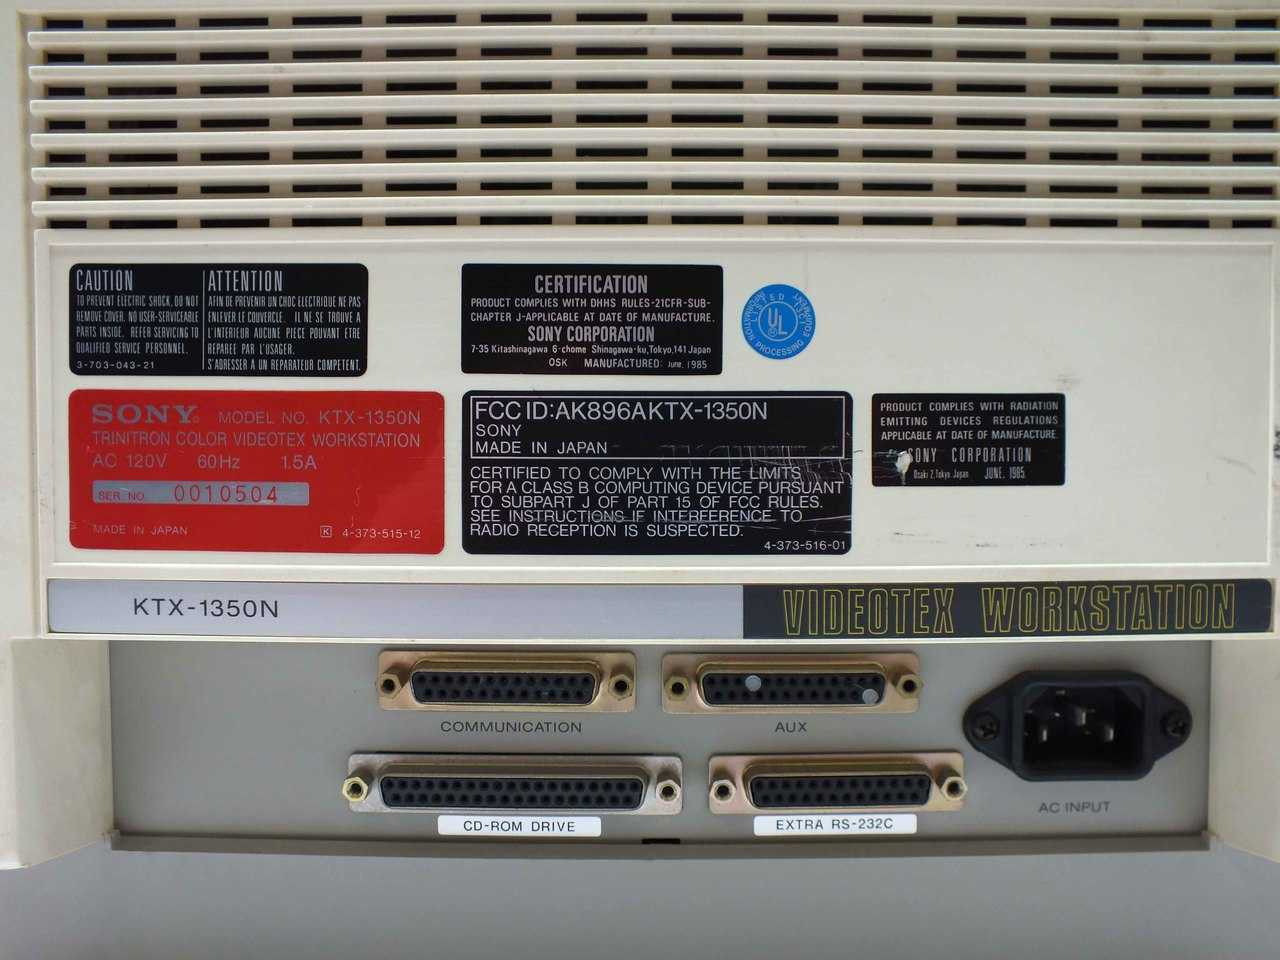 CAUTION
TO PREVENT ELECTRIC SHOCK, DO NOT
REMOVE COVER. NO USER-SERVICEABLE
PARTS INSIDE. REFER SERVICING TO
QUALIFIED SERVICE PERSONNEL.
3-703-043-21
ATTENTION
AFIN DE PREVENIR UN CHOC ELECTRIQUE NE PAS
ENLEVER LE COUVERCLE. IL NE SE TROUVE A
L'INTERIEUR AUCUNE PIECE POUVANT ETRE
REPAREE PAR L'USAGER.
S'ADRESSER A UN REPARATEUR COMPETENT.
CERTIFICATION
PRODUCT COMPLIES WITH DHHS RULES-21CFR-SUB-
CHAPTER J-APPLICABLE AT DATE OF MANUFACTURE.
SONY CORPORATION
7-35 Kitashinagawa 6-chome Shinagawa-ku, Tokyo, 141 Japan
OSK MANUFACTURED: June, 1985
LISTED
UL
INFORMATION PROCESSING EQUIPMENT
SONY MODEL NO. KTX-1350N
TRINITRON COLOR VIDEOTEX WORKSTATION
AC 120V 60Hz 1.5A
SER NO. 0010504
MADE IN JAPAN K 4-373-515-12
FCC ID:AK896AKTX-1350N
SONY
MADE IN JAPAN
CERTIFIED TO COMPLY WITH THE LIMITS
FOR A CLASS B COMPUTING DEVICE PURSUANT
TO SUBPART J OF PART 15 OF FCC RULES.
SEE INSTRUCTIONS IF INTERFERENCE TO
RADIO RECEPTION IS SUSPECTED.
4-373-516-01
PRODUCT COMPLIES WITH RADIATION
EMITTING DEVICES REGULATIONS
APPLICABLE AT DATE OF MANUFACTURE.
SONY CORPORATION
Osaki 2, Tokyo, Japan JUNE, 1985
KTX-1350N
VIDEOTEX WORKSTATION
COMMUNICATION
AUX
CD-ROM DRIVE
EXTRA RS-232C
AC INPUT